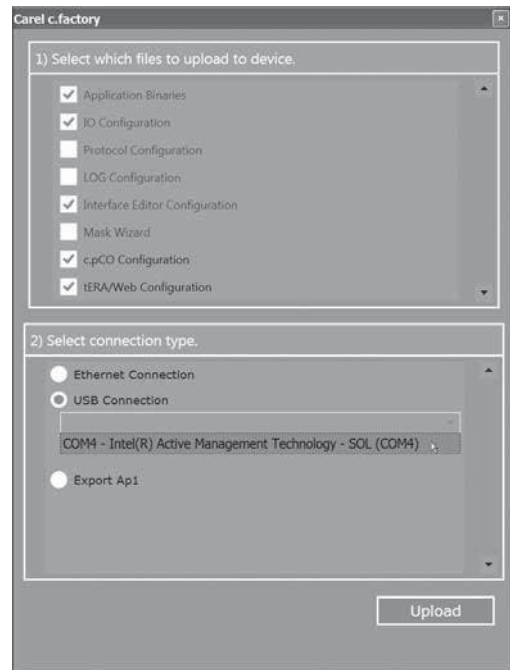 Carel c.factory
1) Select which files to upload to device.
Application Binaries
IO Configuration
Protocol Configuration
LOG Configuration
Interface Editor Configuration
Mask Wizard
c.pCO Configuration
tERA/Web Configuration
2) Select connection type.
Ethernet Connection
USB Connection
COM4 - Intel(R) Active Management Technology - SOL (COM4)
Export Ap1
Upload